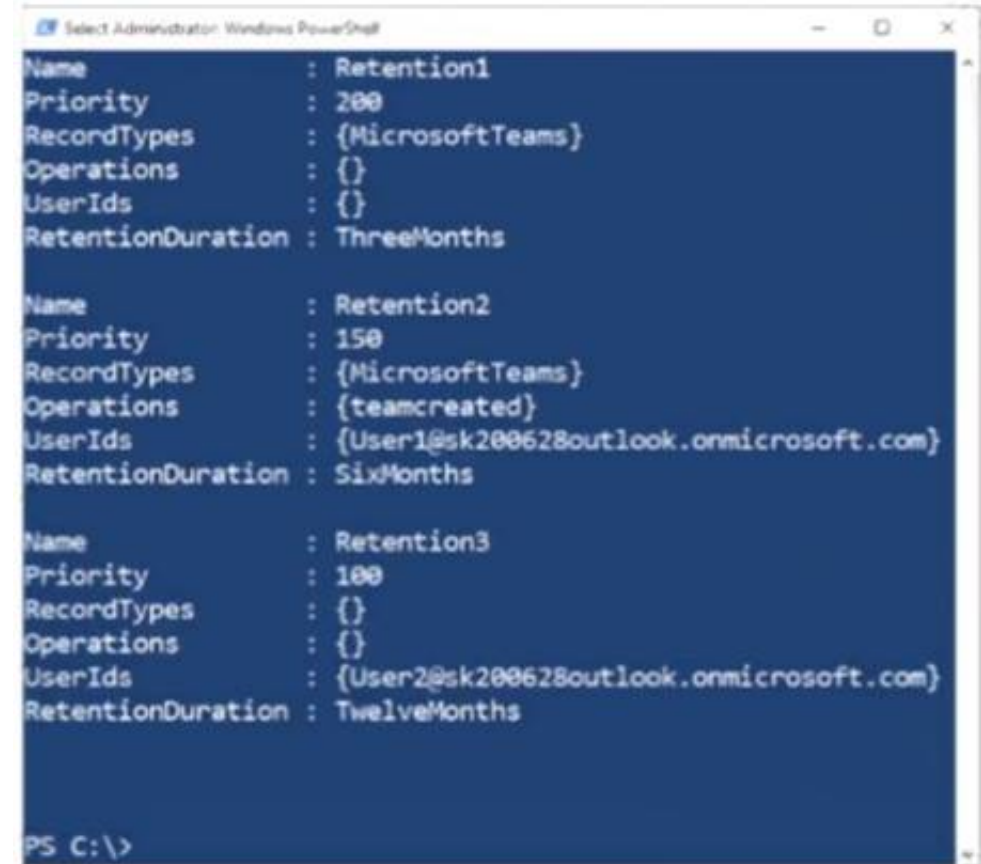 Select Administrator: Windows PowerShell
Name : Retention1
Priority : 200
RecordTypes : {MicrosoftTeams}
Operations : {}
UserIds : {}
RetentionDuration : ThreeMonths
Name : Retention2
Priority : 150
RecordTypes : {MicrosoftTeams}
Operations : {teamcreated}
UserIds : {User1@sk200628outlook.onmicrosoft.com}
RetentionDuration : SixMonths
Name : Retention3
Priority : 100
RecordTypes : {}
Operations : {}
UserIds : {User2@sk200628outlook.onmicrosoft.com}
RetentionDuration : TwelveMonths
PS C:\>